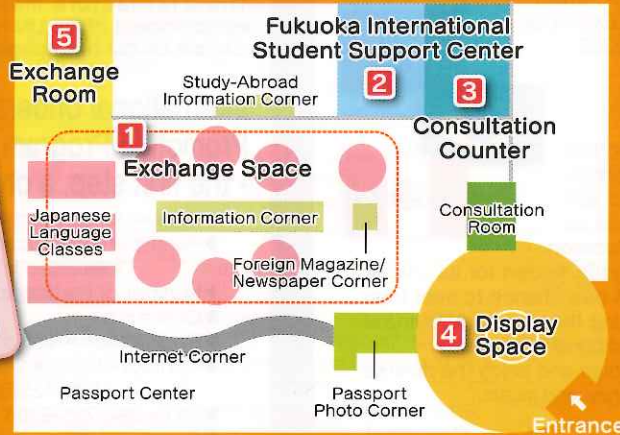 5
Exchange
Room
Fukuoka International
Student Support Center
2
3
Study-Abroad
Information Corner
Consultation
Counter
1
Exchange Space
Japanese
Language
Classes
Information Corner
Foreign Magazine/
Newspaper Corner
Consultation
Room
4
Display
Space
Internet Corner
Passport Center
Passport
Photo Corner
Entrance